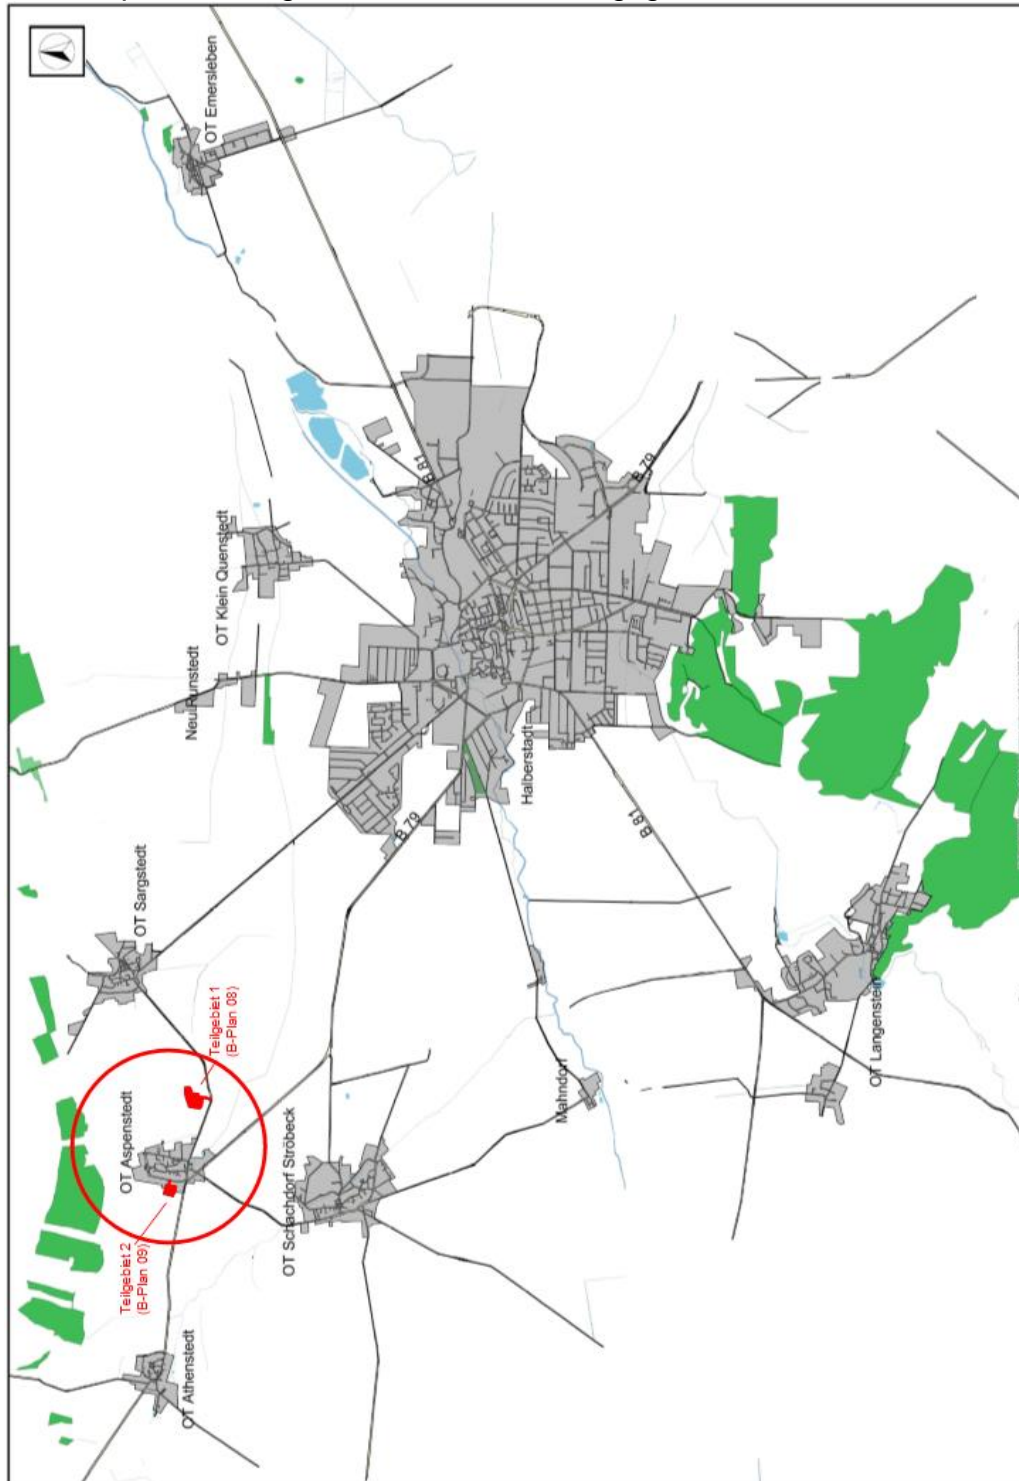 OT Emersleben
OT Klein Quenstedt
Neu Runstedt
B 81
B 79
Halberstadt
B 79
B 81
OT Sargstedt
Teilgebiet 1
(B-Plan 08)
OT Aspenstedt
Teilgebiet 2
(B-Plan 09)
OT Schachdorf Ströbeck
Mahndorf
OT Langenstein
OT Athenstedt